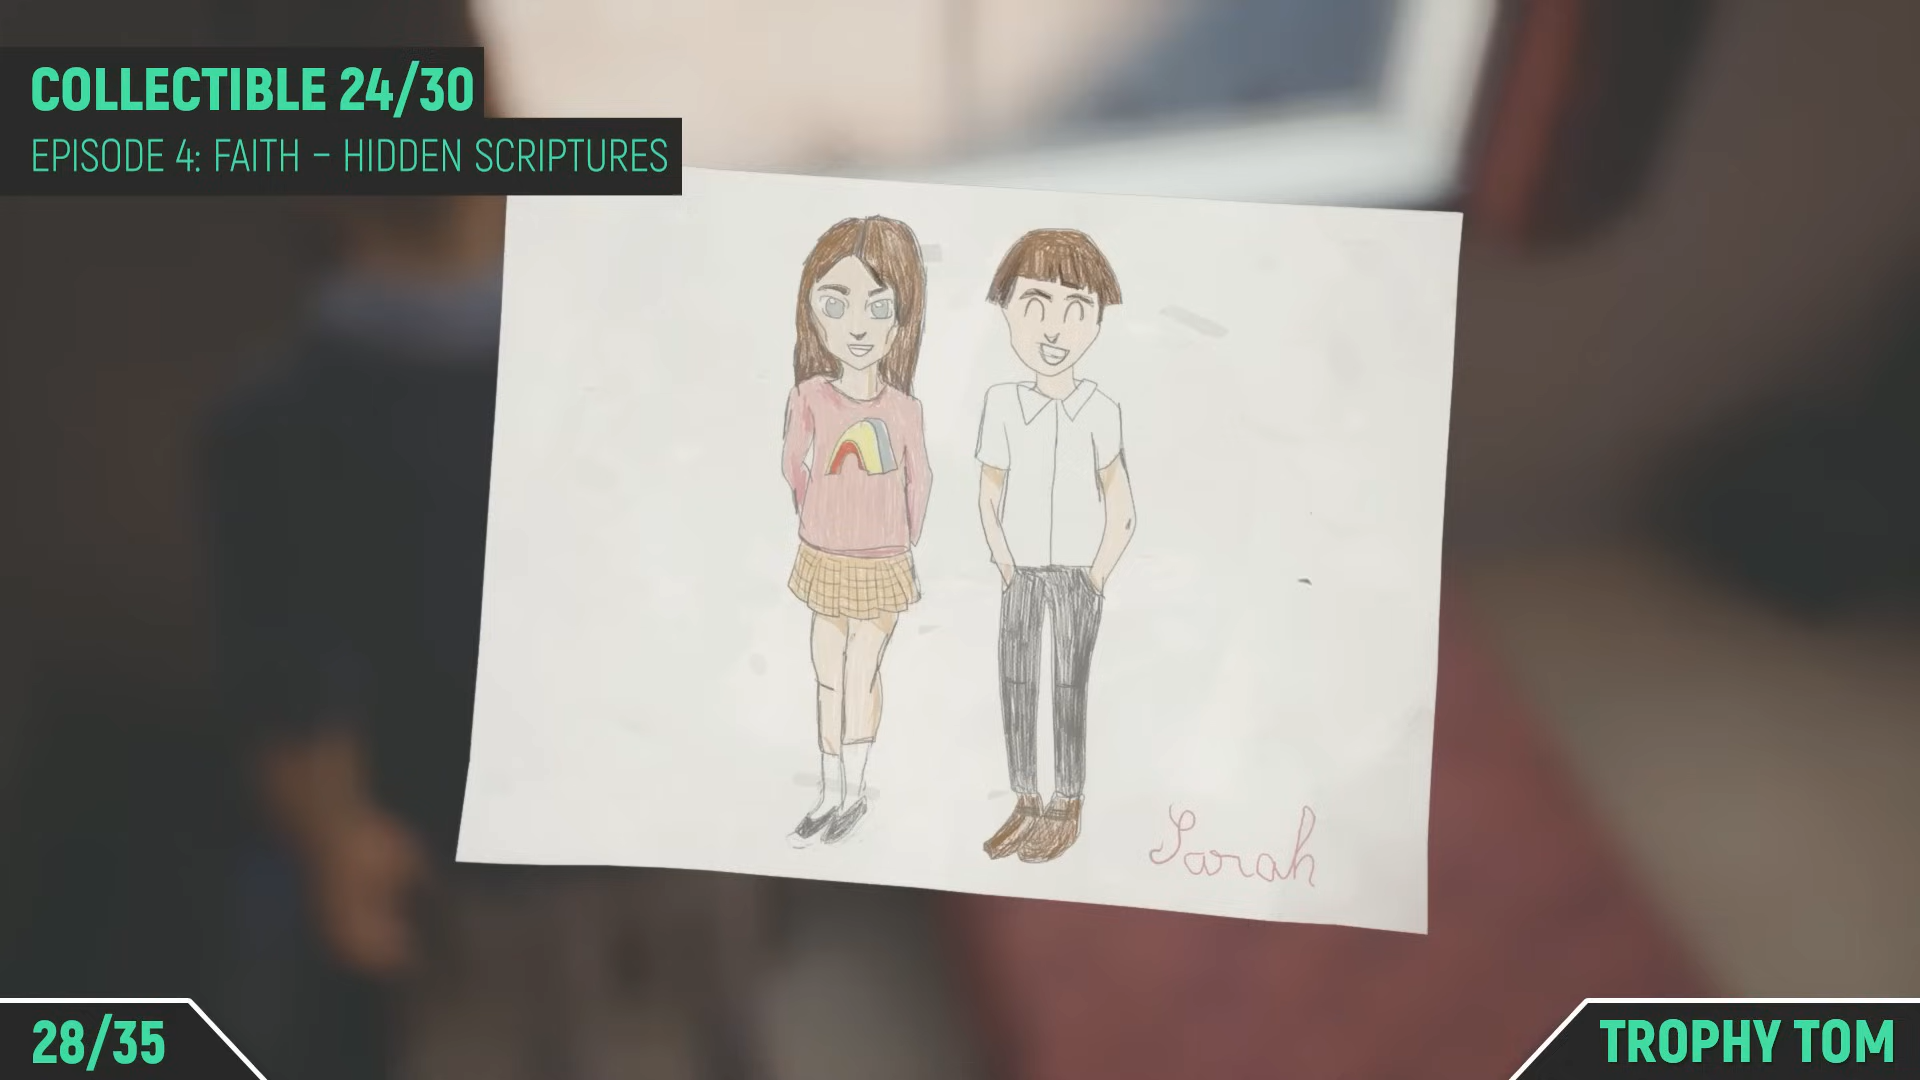 COLLECTIBLE 24/30
EPISODE 4: FAITH – HIDDEN SCRIPTURES
Sarah
28/35
TROPHY TOM